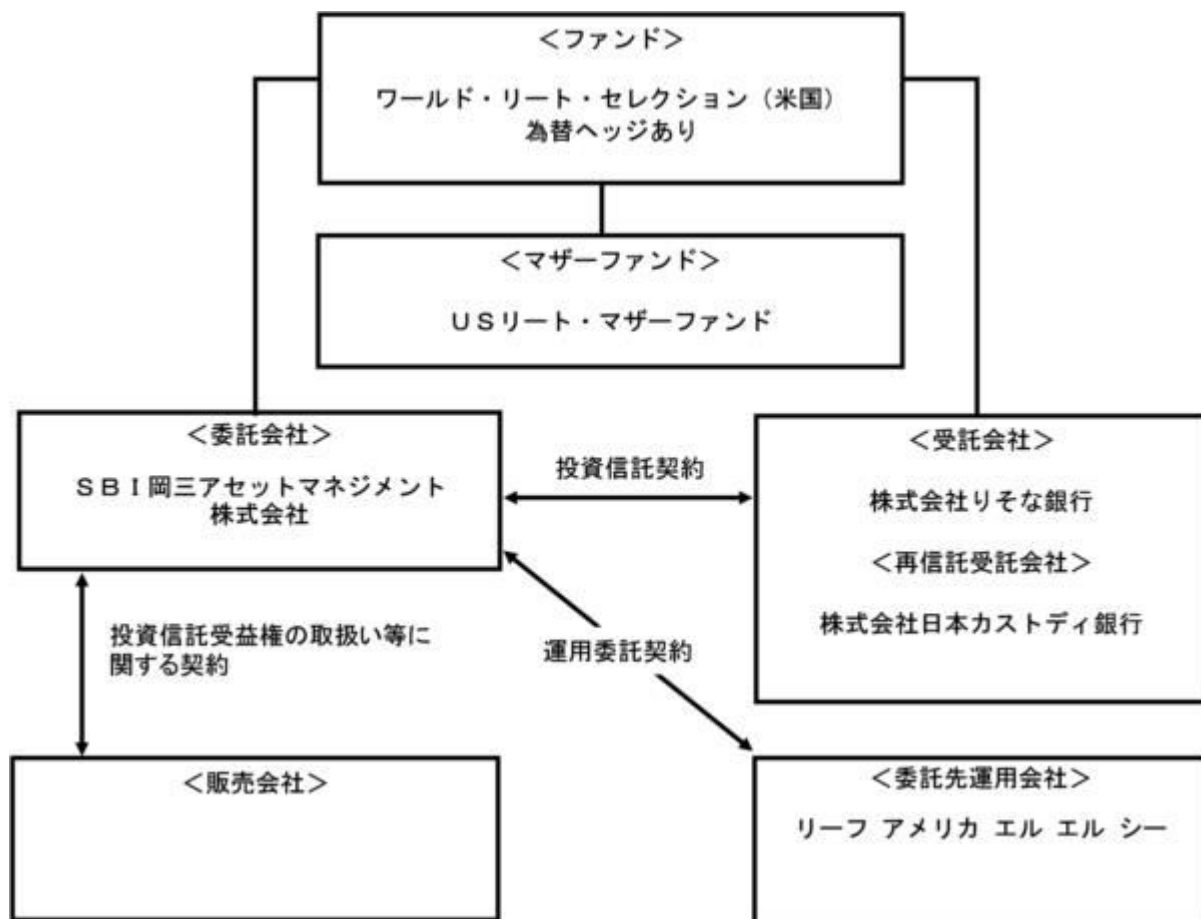 ＜ファンド＞
ワールド・リート・セレクション（米国）
為替ヘッジあり
＜マザーファンド＞
ＵＳリート・マザーファンド
＜委託会社＞
ＳＢＩ岡三アセットマネジメント
株式会社
投資信託契約
＜受託会社＞
株式会社りそな銀行
＜再信託受託会社＞
株式会社日本カストディ銀行
投資信託受益権の取扱い等に
関する契約
運用委託契約
＜販売会社＞
＜委託先運用会社＞
リーフ アメリカ エル エル シー